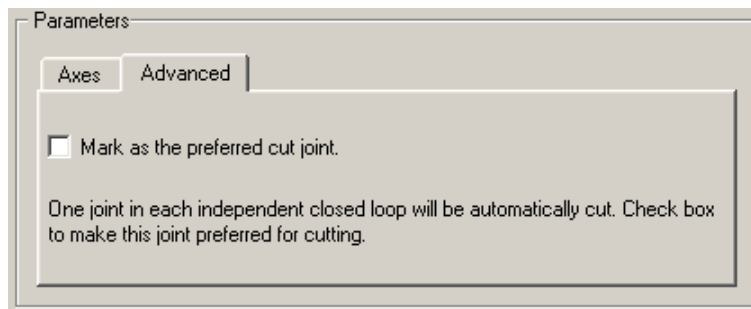 Parameters
Axes Advanced
Mark as the preferred cut joint.
One joint in each independent closed loop will be automatically cut. Check box
to make this joint preferred for cutting.